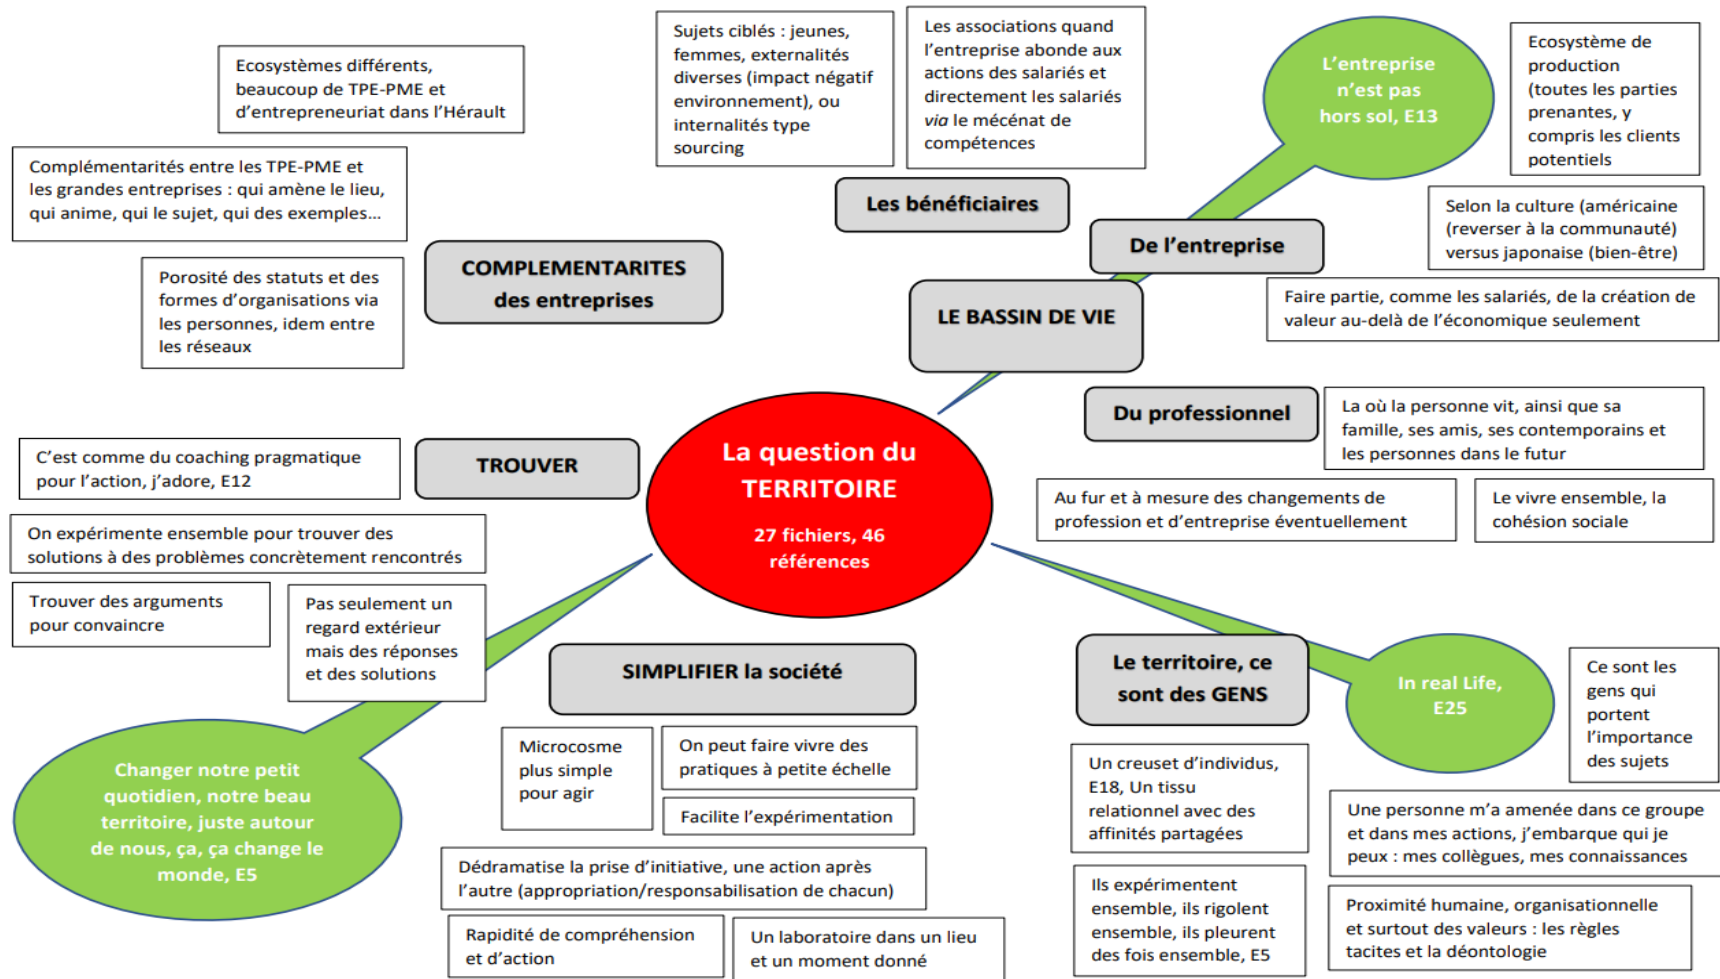 Ecosystèmes différents,
beaucoup de TPE-PME et
d’entrepreneuriat dans l’Hérault
Complémentarités entre les TPE-PME et
les grandes entreprises : qui amène le lieu,
qui anime, qui le sujet, qui des exemples…
Porosité des statuts et des
formes d’organisations via
les personnes, idem entre
les réseaux
COMPLEMENTARITES
des entreprises
Sujets ciblés : jeunes,
femmes, externalités
diverses (impact négatif
environnement), ou
internalités type
sourcing
Les associations quand
l’entreprise abonde aux
actions des salariés et
directement les salariés
via le mécénat de
compétences
Les bénéficiaires
L’entreprise
n’est pas
hors sol, E13
Ecosystème de
production
(toutes les parties
prenantes, y
compris les clients
potentiels
De l’entreprise
Selon la culture (américaine
(reverser à la communauté)
versus japonaise (bien-être)
LE BASSIN DE VIE
Faire partie, comme les salariés, de la création de
valeur au-delà de l’économique seulement
Du professionnel
La où la personne vit, ainsi que sa
famille, ses amis, ses contemporains et
les personnes dans le futur
Au fur et à mesure des changements de
profession et d’entreprise éventuellement
Le vivre ensemble, la
cohésion sociale
La question du
TERRITOIRE
27 fichiers, 46
références
TROUVER
C’est comme du coaching pragmatique
pour l’action, j’adore, E12
On expérimente ensemble pour trouver des
solutions à des problèmes concrètement rencontrés
Trouver des arguments
pour convaincre
Pas seulement un
regard extérieur
mais des réponses
et des solutions
Changer notre petit
quotidien, notre beau
territoire, juste autour
de nous, ça, ça change le
monde, E5
SIMPLIFIER la société
Microcosme
plus simple
pour agir
On peut faire vivre des
pratiques à petite échelle
Facilite l’expérimentation
Dédramatise la prise d’initiative, une action après
l’autre (appropriation/responsabilisation de chacun)
Rapidité de compréhension
et d’action
Un laboratoire dans un lieu
et un moment donné
Le territoire, ce
sont des GENS
In real Life,
E25
Ce sont les
gens qui
portent
l’importance
des sujets
Un creuset d’individus,
E18, Un tissu
relationnel avec des
affinités partagées
Une personne m’a amenée dans ce groupe
et dans mes actions, j’embarque qui je
peux : mes collègues, mes connaissances
Ils expérimentent
ensemble, ils rigolent
ensemble, ils pleurent
des fois ensemble, E5
Proximité humaine, organisationnelle
et surtout des valeurs : les règles
tacites et la déontologie